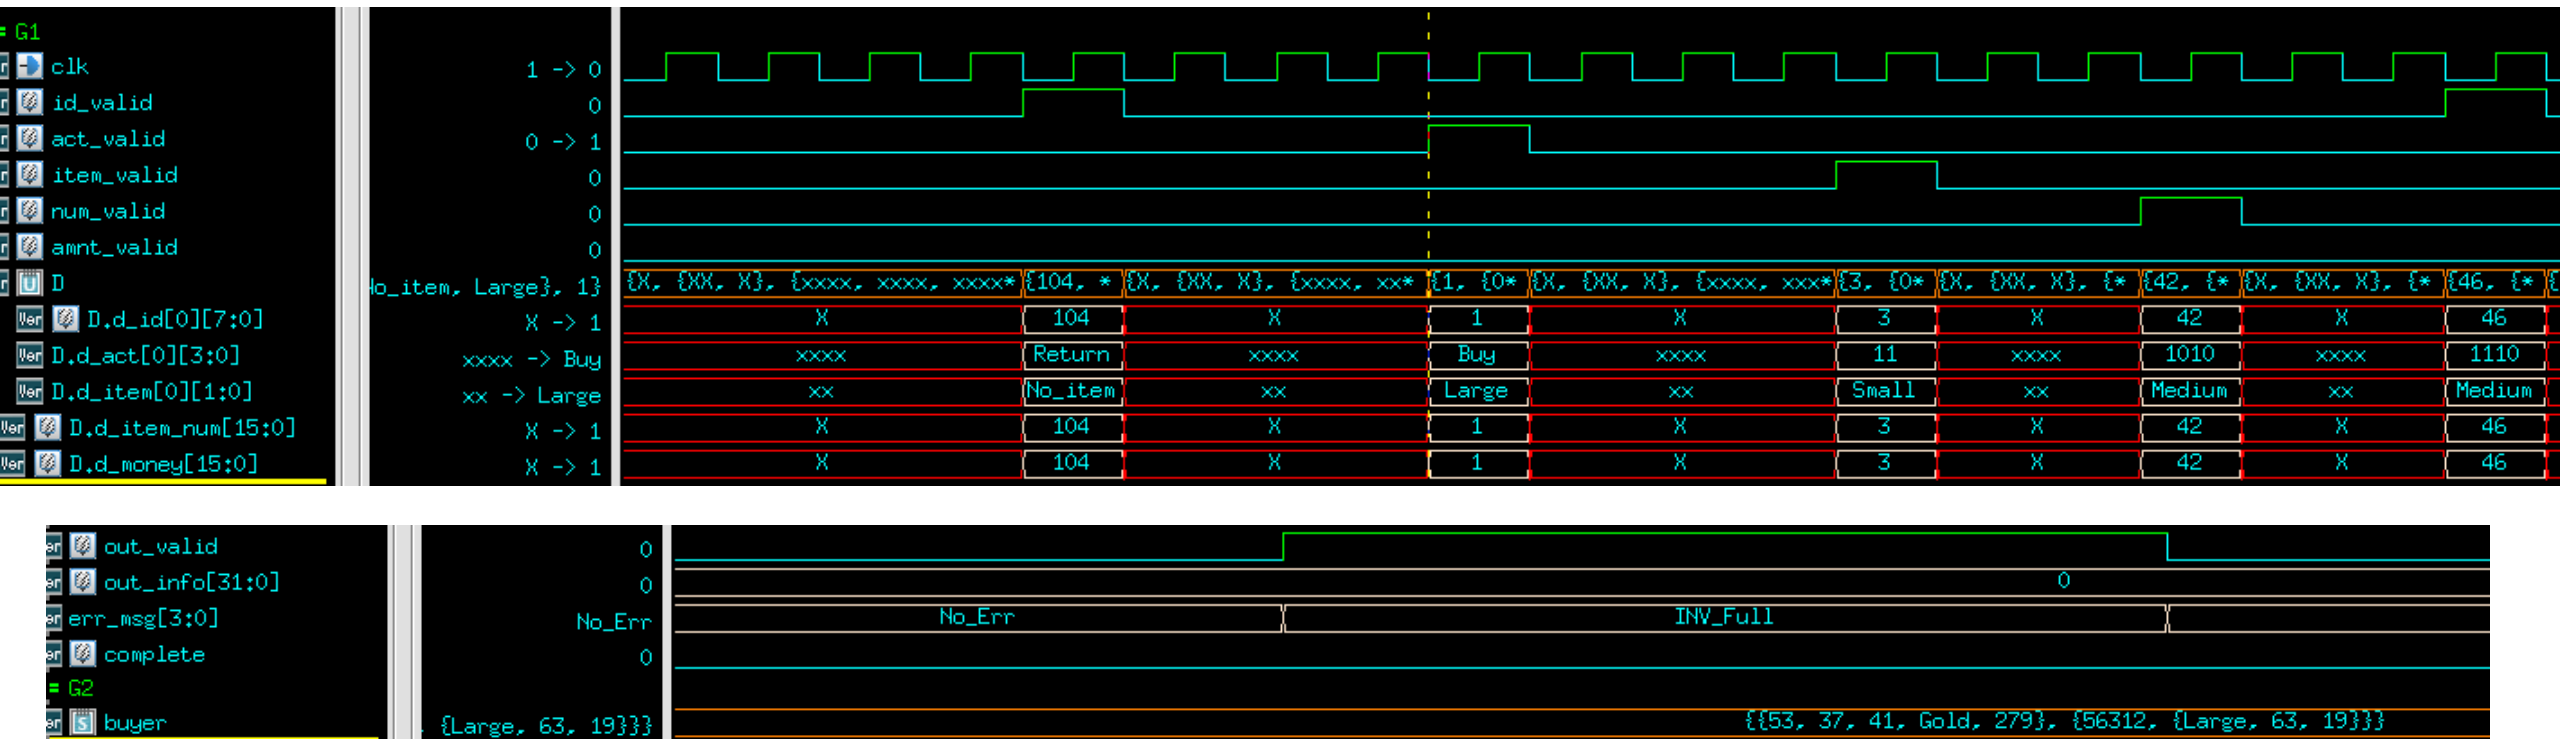 = G1
clk 1 -> 0
id_valid 0
act_valid 0 -> 1
item_valid 0
num_valid 0
amnt_valid 0
D o_item, Large}, 1} {X, {XX, X}, {xxxx, xxxx, xxxx* {104, * {X, {XX, X}, {xxxx, xx* {1, {0* {X, {XX, X}, {xxxx, xxx* {3, {0* {X, {XX, X}, {* {42, {* {X, {XX, X}, {* {46, {*
Ver D.d_id[0][7:0] X -> 1 X 104 X 1 X 3 X 42 X 46
Ver D.d_act[0][3:0] xxxx -> Buy xxxx Return xxxx Buy xxxx 11 xxxx 1010 xxxx 1110
Ver D.d_item[0][1:0] xx -> Large xx No_item xx Large xx Small xx Medium xx Medium
Ver D.d_item_num[15:0] X -> 1 X 104 X 1 X 3 X 42 X 46
Ver D.d_money[15:0] X -> 1 X 104 X 1 X 3 X 42 X 46
out_valid 0
out_info[31:0] 0 0
err_msg[3:0] No_Err No_Err INV_Full
complete 0
= G2
buyer {Large, 63, 19}}} {{53, 37, 41, Gold, 279}, {56312, {Large, 63, 19}}}